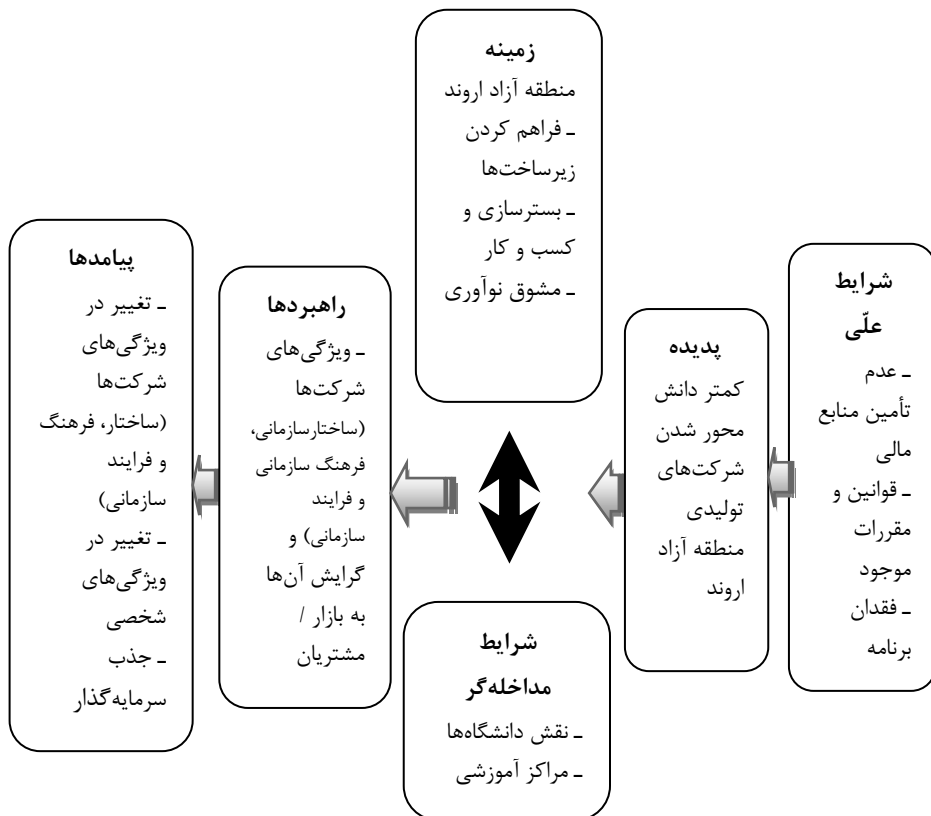 زمینه
منطقه آزاد اروند
ـ فراهم کردن
زیرساخت‌ها
ـ بسترسازی و
کسب و کار
ـ مشوق نوآوری
شرایط
علّی
ـ عدم
تأمین منابع
مالی
ـ قوانین و
مقررات
موجود
ـ فقدان
برنامه
پدیده
کمتر دانش
محور شدن
شرکت‌های
تولیدی
منطقه آزاد
اروند
راهبردها
ـ ویژگی‌های
شرکت‌ها
(ساختارسازمانی،
فرهنگ سازمانی
و فرایند
سازمانی) و
گرایش آن‌ها
به بازار /
مشتریان
پیامدها
ـ تغییر در
ویژگی‌های
شرکت‌ها
(ساختار، فرهنگ
و فرایند
سازمانی)
ـ تغییر در
ویژگی‌های
شخصی
ـ جذب
سرمایه‌گذار
شرایط
مداخله‌گر
ـ نقش دانشگاه‌ها
ـ مراکز آموزشی